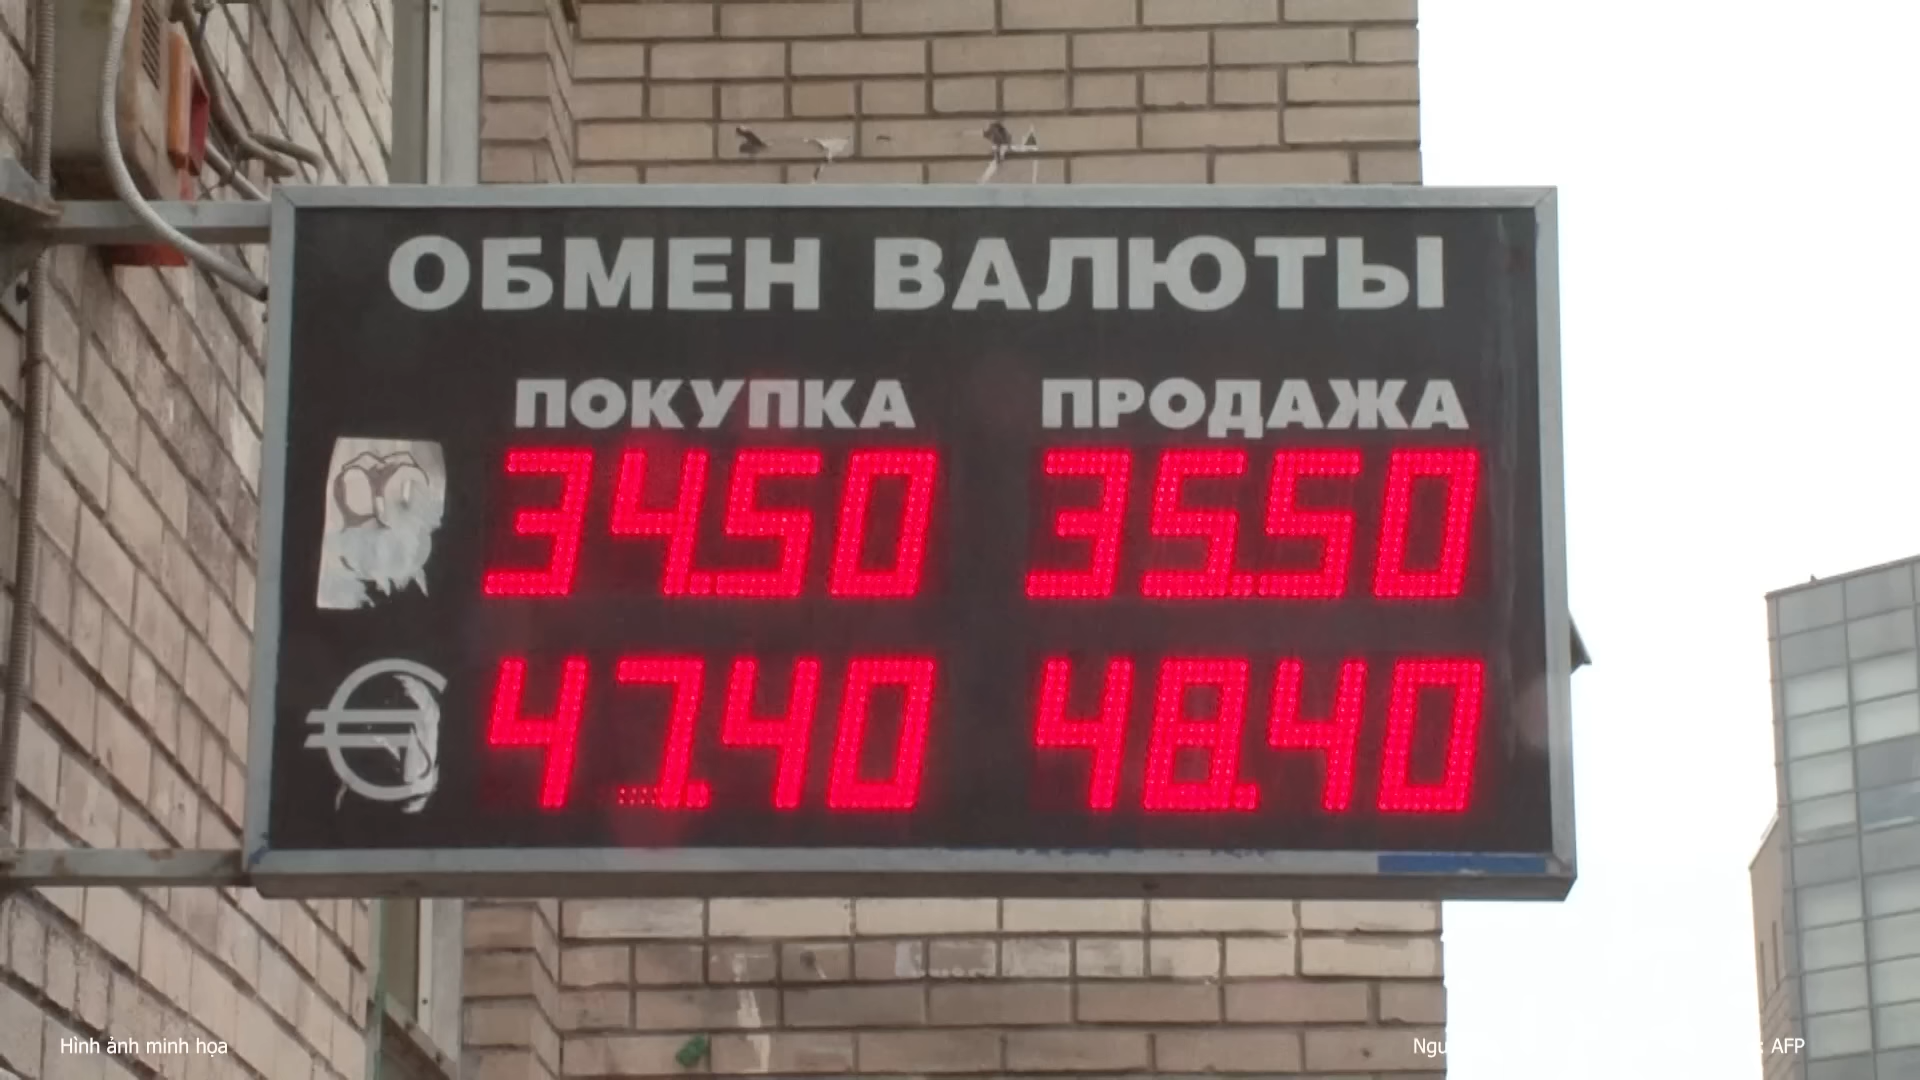 ОБМЕН ВАЛЮТЫ
ПОКУПКА ПРОДАЖА
34.50 35.50
€ 47.40 48.40
Hình ảnh minh họa
: AFP